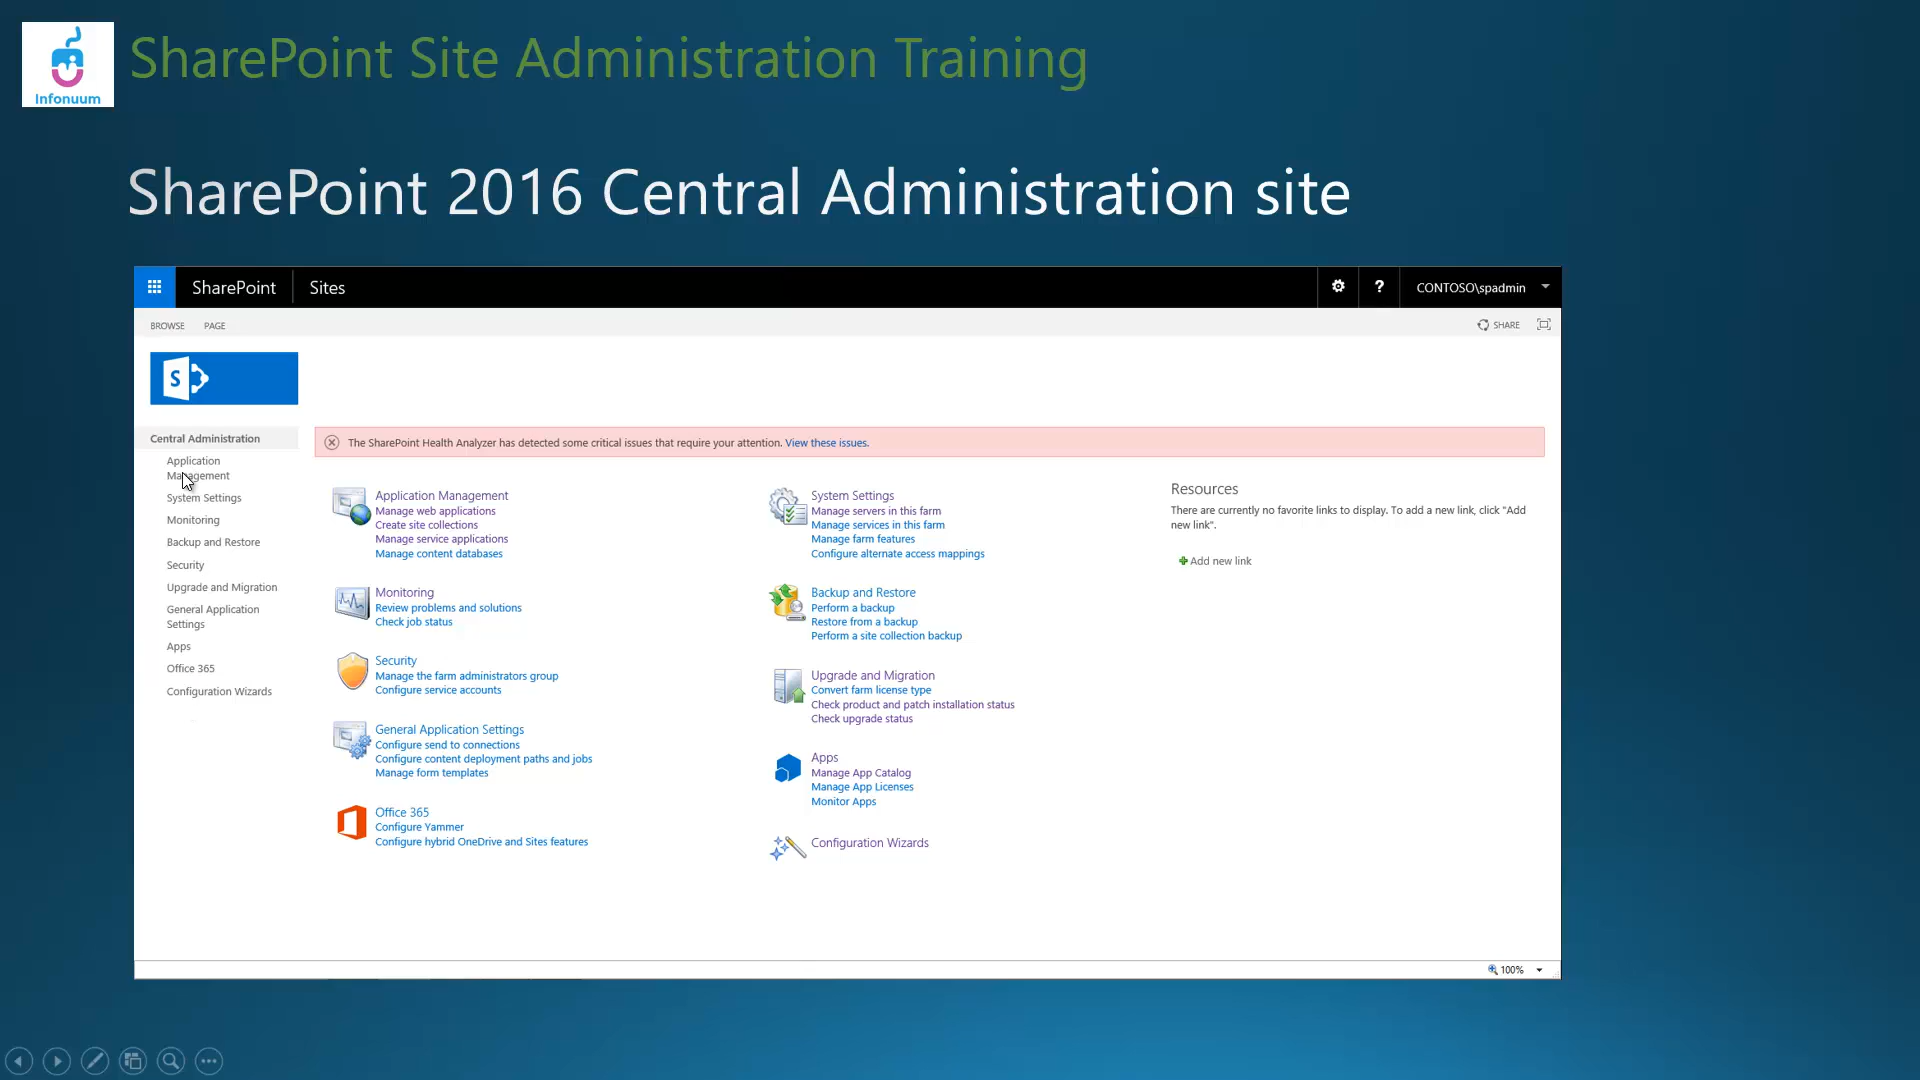 Infonuum
SharePoint Site Administration Training
SharePoint 2016 Central Administration site
SharePoint
Sites
?
CONTOSO\spadmin
BROWSE
PAGE
SHARE
S
Central Administration
Application
Management
System Settings
Monitoring
Backup and Restore
Security
Upgrade and Migration
General Application
Settings
Apps
Office 365
Configuration Wizards
The SharePoint Health Analyzer has detected some critical issues that require your attention. View these issues.
Application Management
Manage web applications
Create site collections
Manage service applications
Manage content databases
Monitoring
Review problems and solutions
Check job status
Security
Manage the farm administrators group
Configure service accounts
General Application Settings
Configure send to connections
Configure content deployment paths and jobs
Manage form templates
Office 365
Configure Yammer
Configure hybrid OneDrive and Sites features
System Settings
Manage servers in this farm
Manage services in this farm
Manage farm features
Configure alternate access mappings
Backup and Restore
Perform a backup
Restore from a backup
Perform a site collection backup
Upgrade and Migration
Convert farm license type
Check product and patch installation status
Check upgrade status
Apps
Manage App Catalog
Manage App Licenses
Monitor Apps
Configuration Wizards
Resources
There are currently no favorite links to display. To add a new link, click "Add
new link".
Add new link
100%